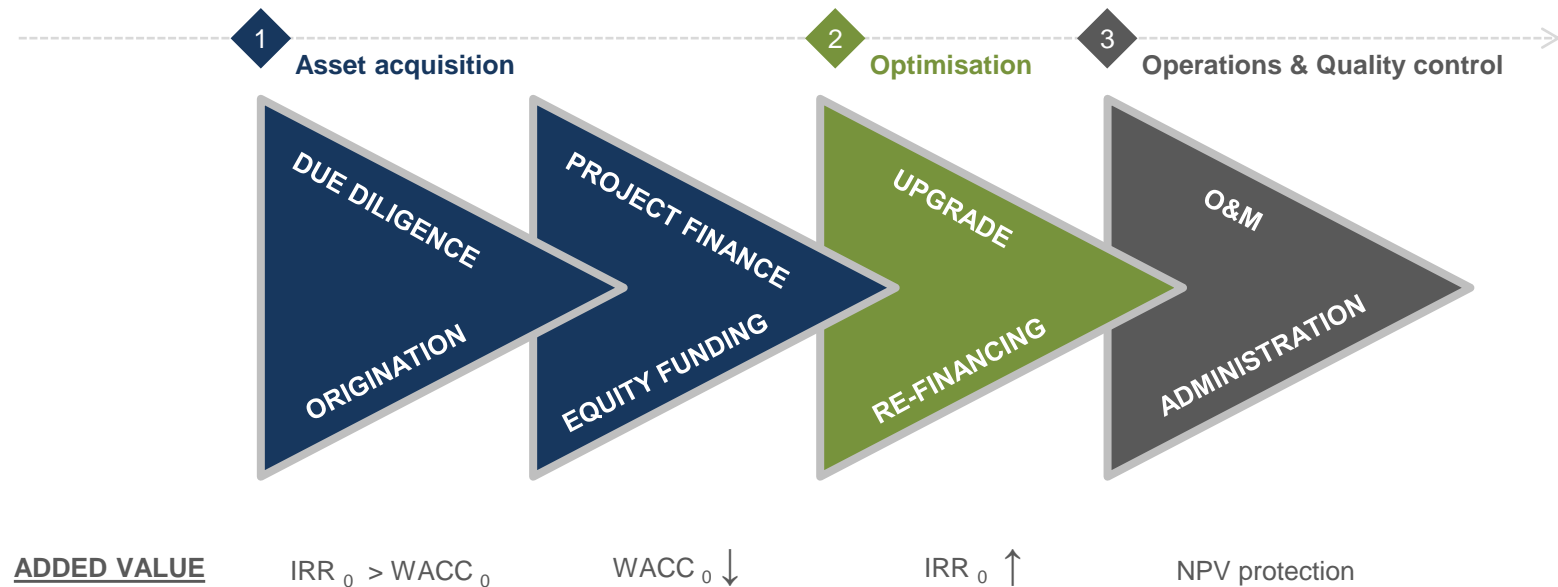 1 2 3
Asset acquisition Optimisation Operations & Quality control
DUE DILIGENCE
ORIGINATION
PROJECT FINANCE
EQUITY FUNDING
UPGRADE
RE-FINANCING
O&M
ADMINISTRATION
ADDED VALUE IRR 0 > WACC 0 WACC 0 ↓ IRR 0 ↑ NPV protection